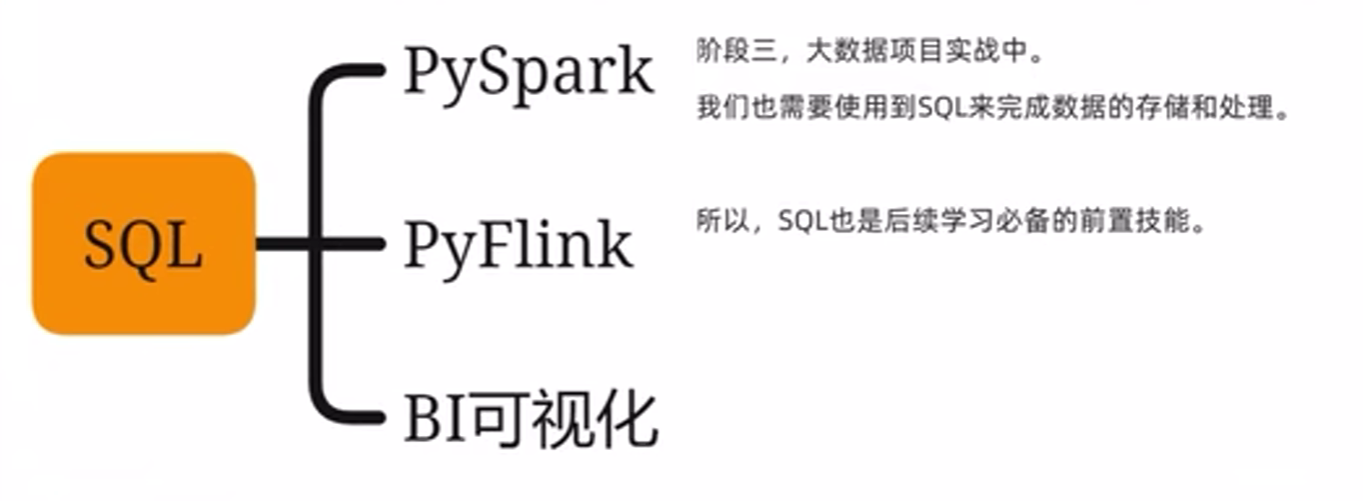 SQL
PySpark
PyFlink
BI可视化
阶段三，大数据项目实战中。
我们也需要使用到SQL来完成数据的存储和处理。
所以，SQL也是后续学习必备的前置技能。